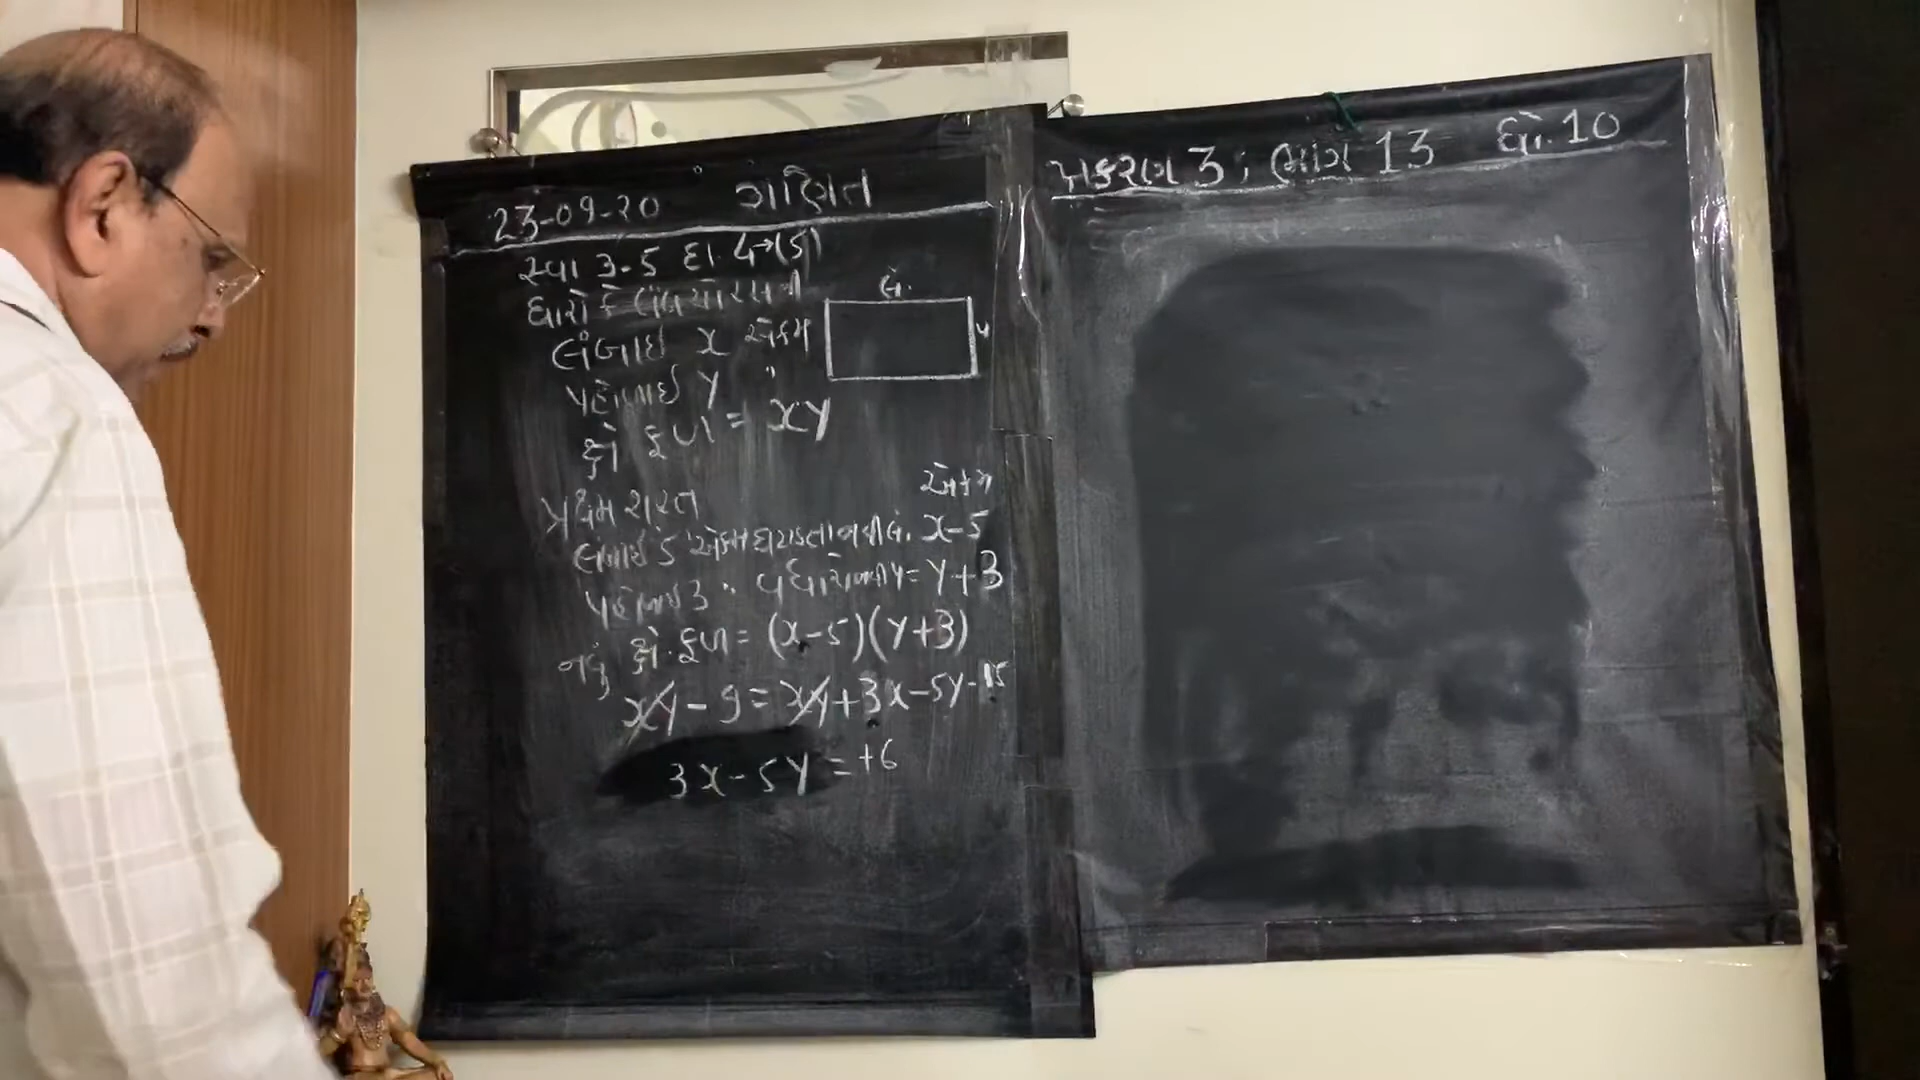 23-09-20 ગણિત
સ્વા 3.5 દા. 4→(5)
ધારો કે લંબચોરસની
લંબાઈ x એકમ
પહોળાઈ y "
ક્ષે ફળ = xy
લં.
પ
પ્રથમ શરત
એકમ
લંબાઈ 5 એકમ ઘટાડતા નવી લં. x-5
પહોળાઈ 3 " વધારો નવી પ = y+3
નવું ક્ષે. ફળ = (x-5)(y+3)
xy - 9 = xy + 3x - 5y - 15
3x - 5y = +6
પ્રકરણ 3 ; ભાગ 13 ધો. 10